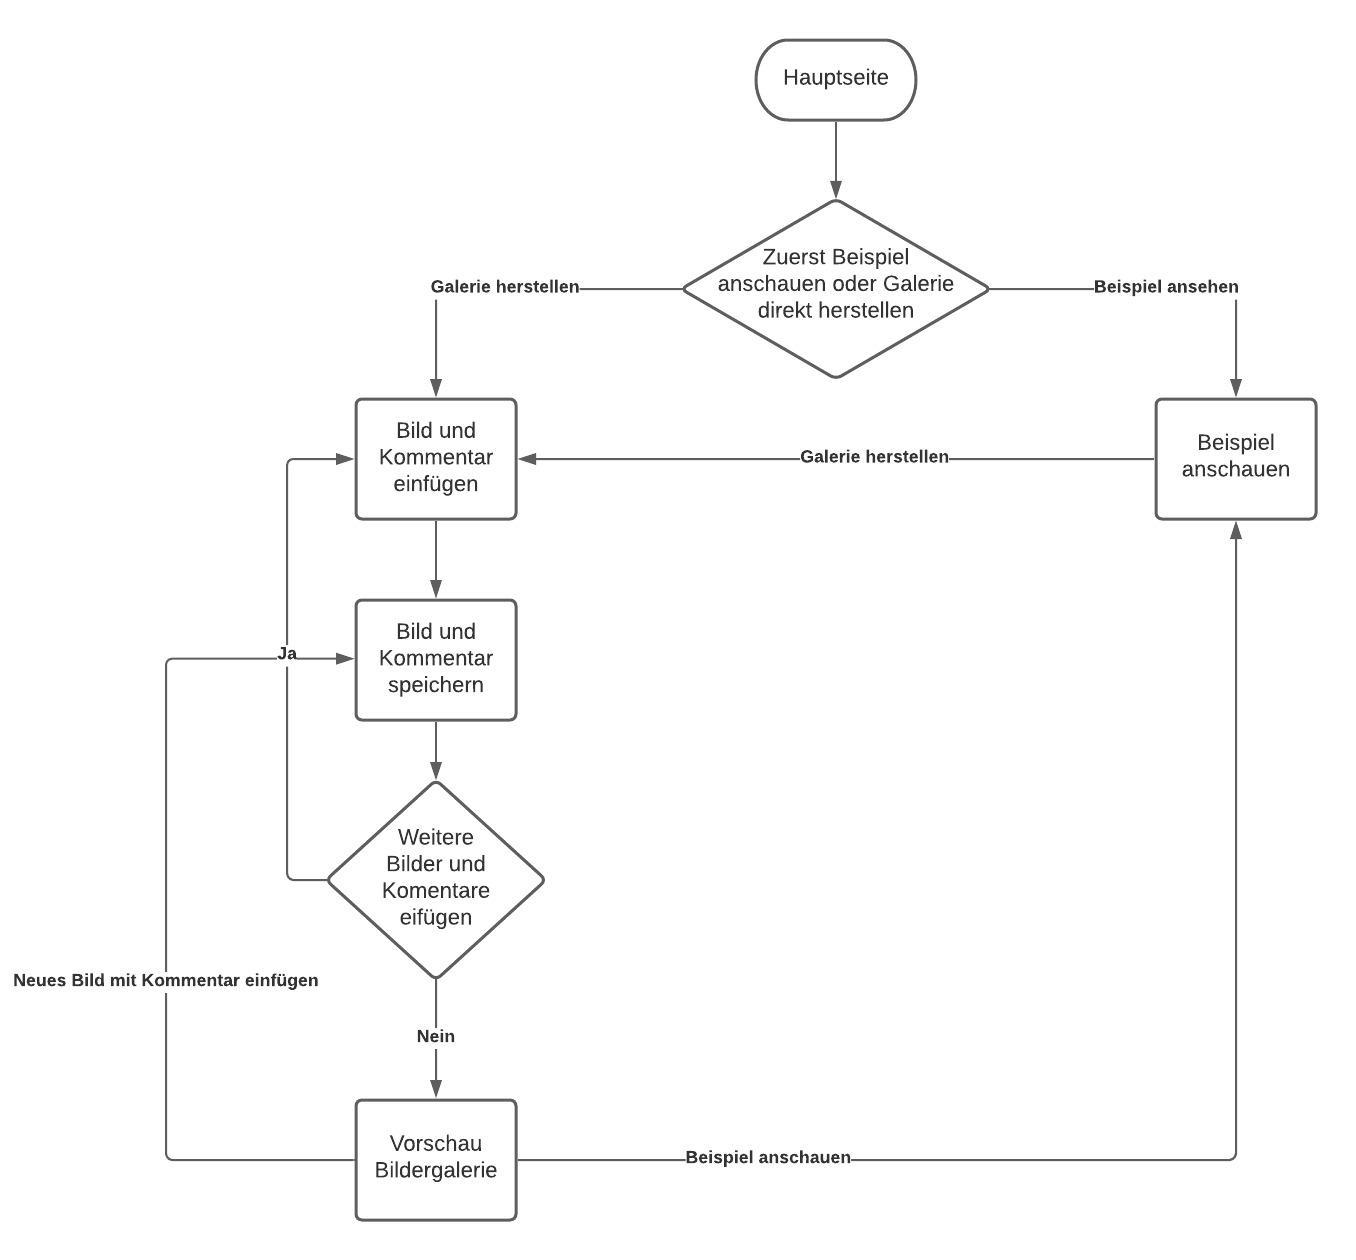 Hauptseite
Zuerst Beispiel
anschauen oder Galerie
direkt herstellen
Galerie herstellen
Beispiel ansehen
Bild und
Kommentar
einfügen
Galerie herstellen
Beispiel
anschauen
Bild und
Kommentar
speichern
Ja
Weitere
Bilder und
Komentare
eifügen
Neues Bild mit Kommentar einfügen
Nein
Vorschau
Bildergalerie
Beispiel anschauen